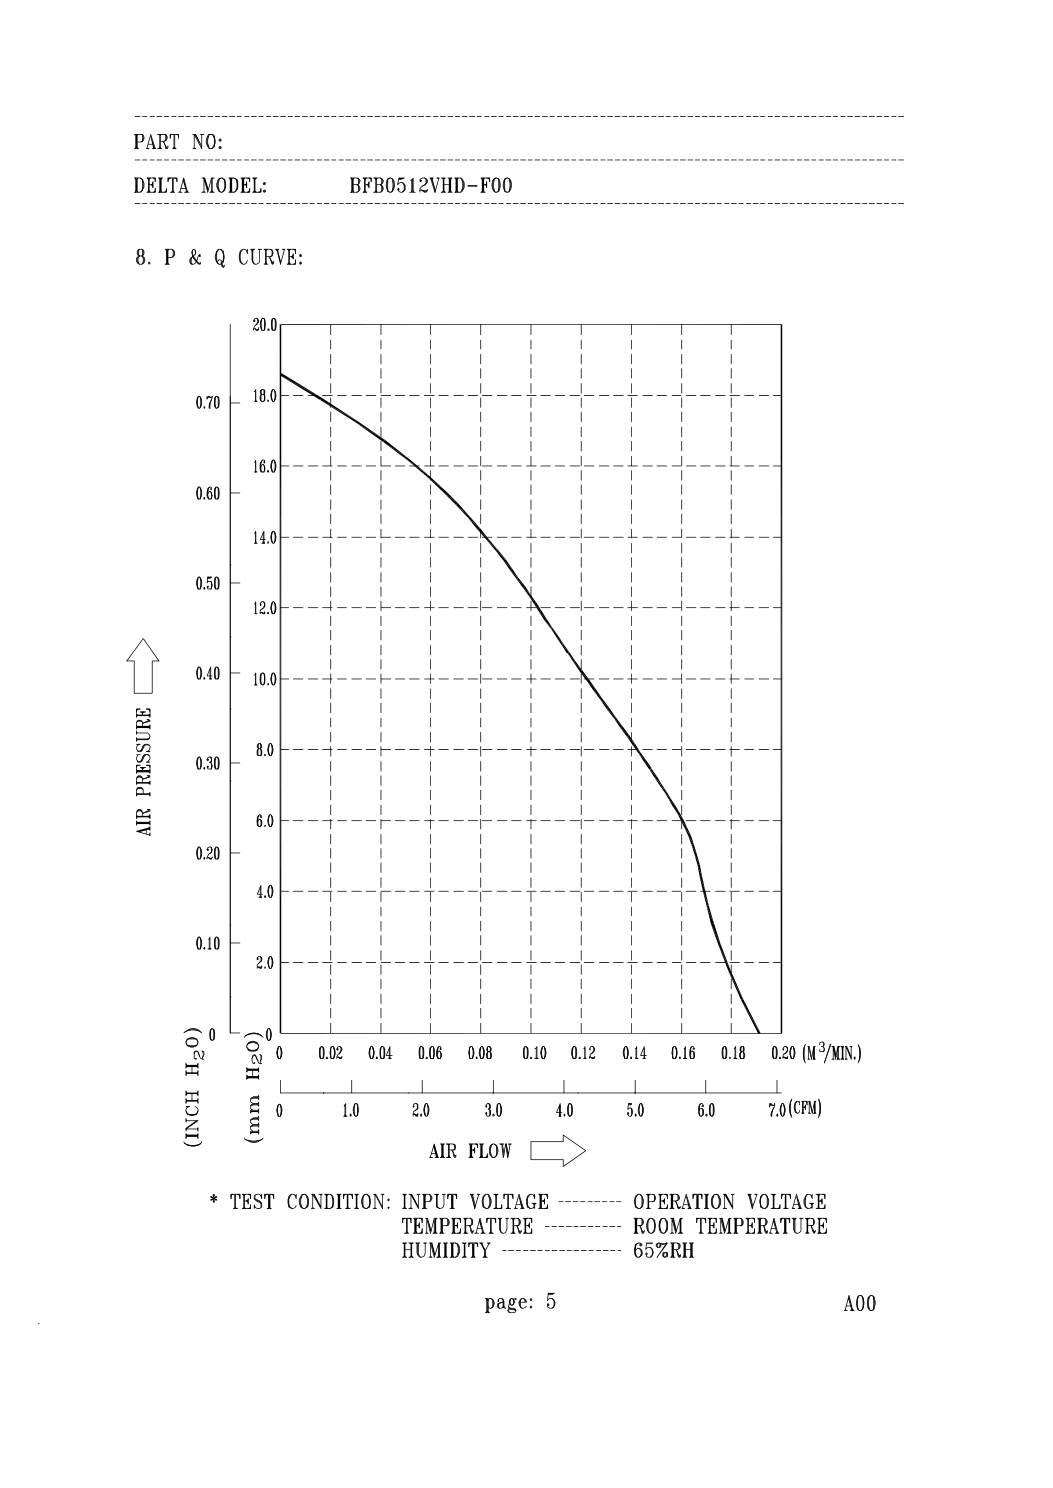 PART NO:
DELTA MODEL: BFB0512VHD-F00
8. P & Q CURVE:
20.0
18.0
0.70
16.0
0.60
14.0
0.50
12.0
0.40
10.0
0.30
8.0
6.0
0.20
4.0
0.10
2.0
0 0
AIR PRESSURE
(INCH H2O)
(mm H2O)
0 0.02 0.04 0.06 0.08 0.10 0.12 0.14 0.16 0.18 0.20 (M3/MIN.)
0 1.0 2.0 3.0 4.0 5.0 6.0 7.0 (CFM)
AIR FLOW
* TEST CONDITION: INPUT VOLTAGE --------- OPERATION VOLTAGE
TEMPERATURE ----------- ROOM TEMPERATURE
HUMIDITY ----------------- 65%RH
page: 5 A00